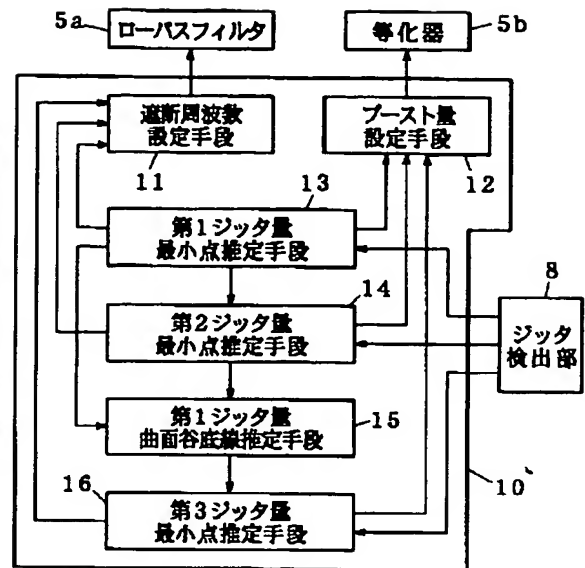 5a
ローパスフィルタ
等化器
5b
遮断周波数
設定手段
11
ブースト量
設定手段
12
13
第1ジッタ量
最小点推定手段
14
第2ジッタ量
最小点推定手段
8
ジッタ
検出部
第1ジッタ量
曲面谷底線推定手段
15
16
第3ジッタ量
最小点推定手段
10